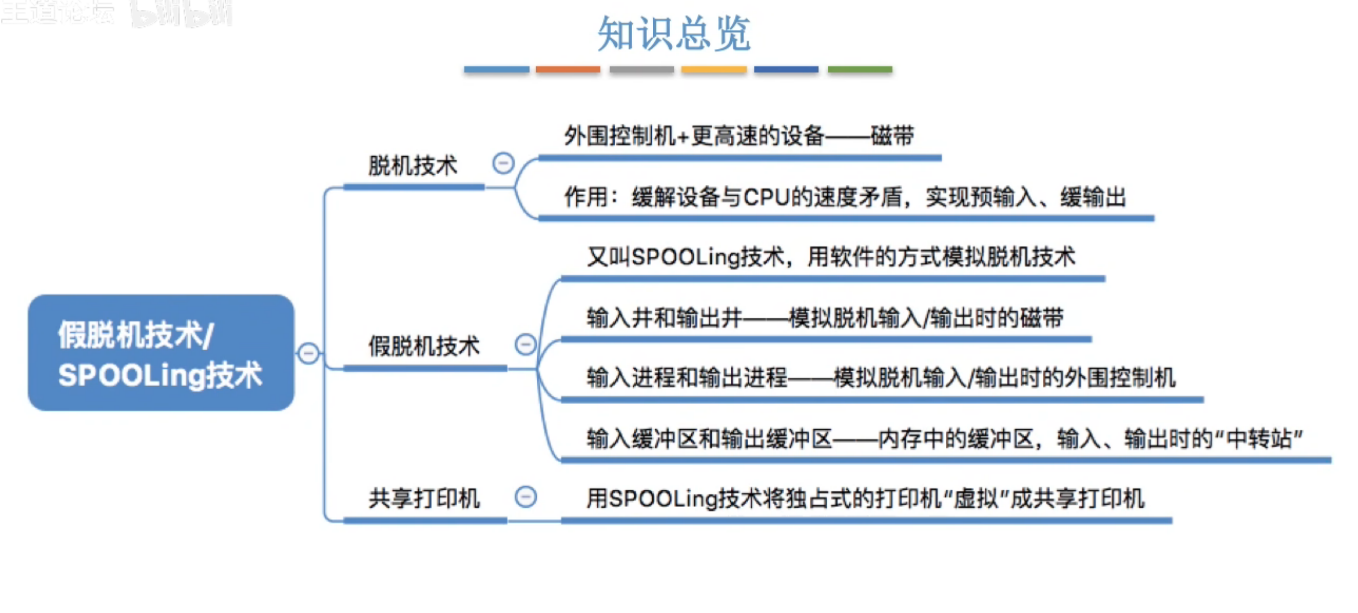 王道论坛 bilibili
知识总览
外围控制机+更高速的设备——磁带
脱机技术
作用：缓解设备与CPU的速度矛盾，实现预输入、缓输出
又叫SPOOLing技术，用软件的方式模拟脱机技术
输入井和输出井——模拟脱机输入/输出时的磁带
假脱机技术/
SPOOLing技术
假脱机技术
输入进程和输出进程——模拟脱机输入/输出时的外围控制机
输入缓冲区和输出缓冲区——内存中的缓冲区，输入、输出时的“中转站”
共享打印机
用SPOOLing技术将独占式的打印机“虚拟”成共享打印机